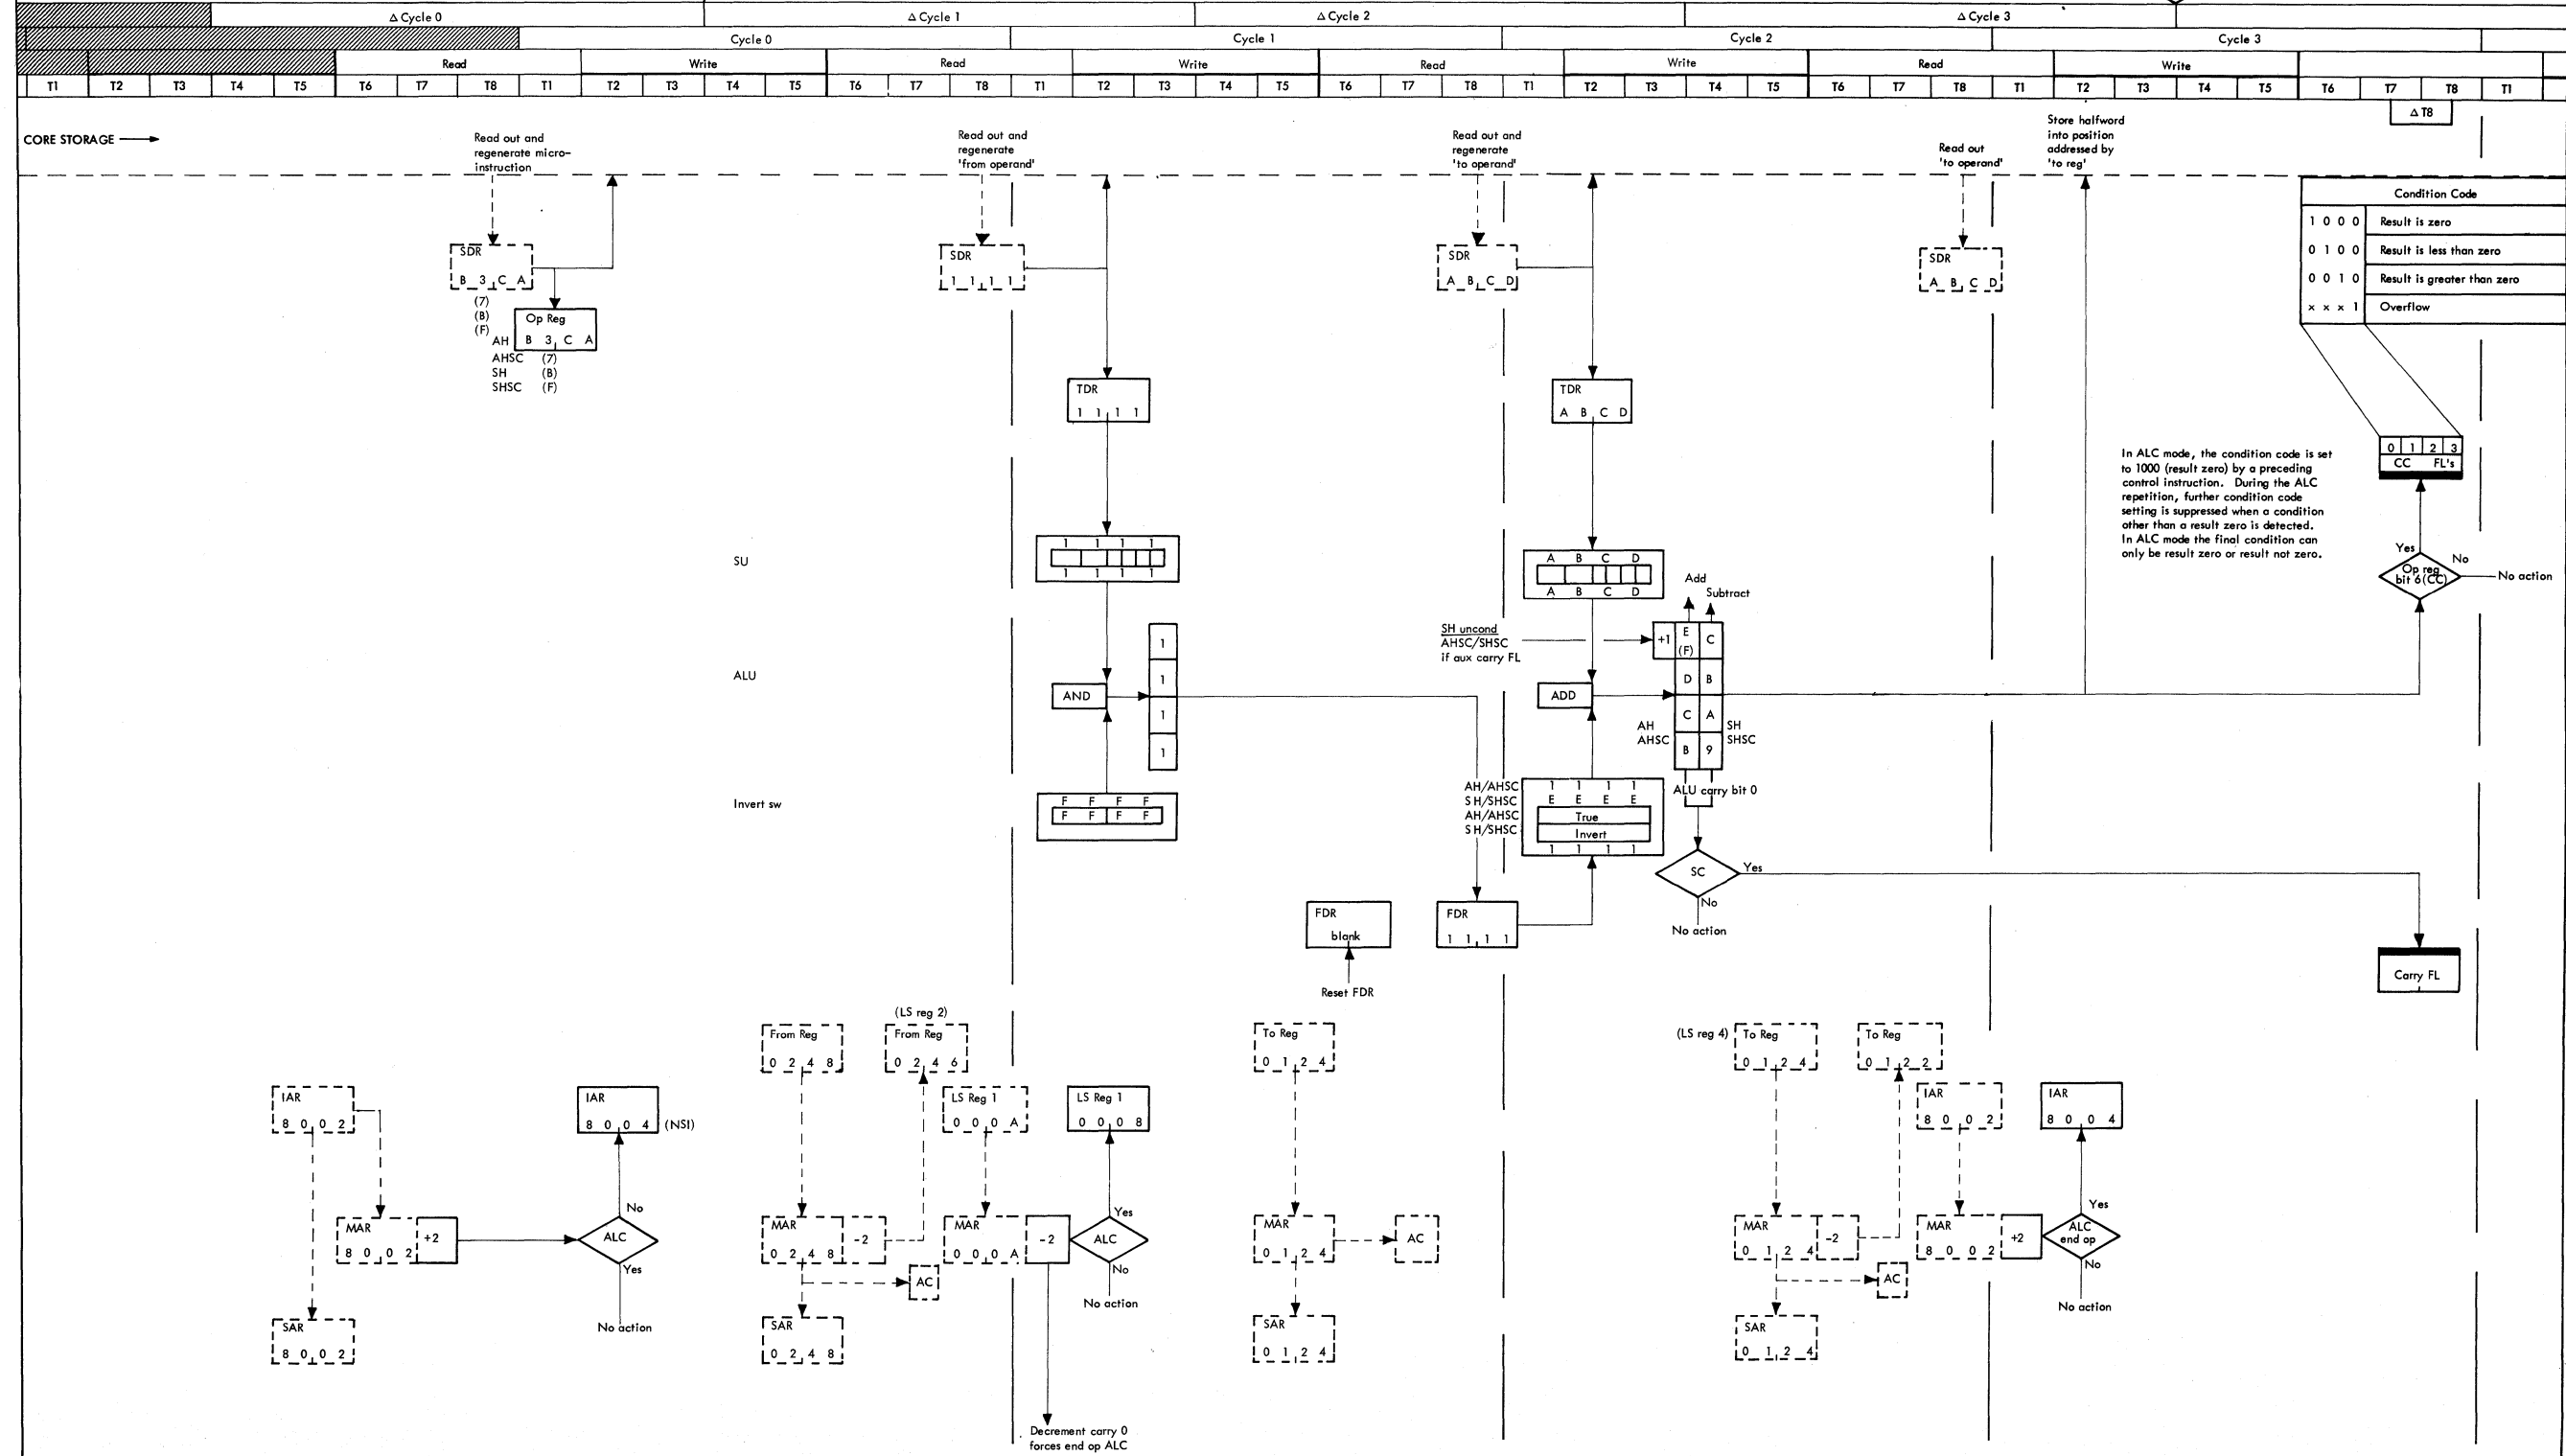 Δ Cycle 0 Δ Cycle 1 Δ Cycle 2 Δ Cycle 3
Cycle 0 Cycle 1 Cycle 2 Cycle 3
Read Write Read Write Read Write Read Write
T1 T2 T3 T4 T5 T6 T7 T8 T1 T2 T3 T4 T5 T6 T7 T8 T1 T2 T3 T4 T5 T6 T7 T8 T1 T2 T3 T4 T5 T6 T7 T8 T1 T2 T3 T4 T5 T6 T7 T8 T1
Δ T8
CORE STORAGE
Read out and
regenerate micro-
instruction
Read out and
regenerate
'from operand'
Read out and
regenerate
'to operand'
Read out
'to operand'
Store halfword
into position
addressed by
'to reg'
Condition Code
1 0 0 0 Result is zero
0 1 0 0 Result is less than zero
0 0 1 0 Result is greater than zero
x x x 1 Overflow
SDR
B 3 C A
(7)
(B)
(F)
Op Reg
AH B 3 C A
AHSC (7)
SH (B)
SHSC (F)
SDR
1 1 1 1
SDR
A B C D
SDR
A B C D
TDR
1 1 1 1
TDR
A B C D
0 1 2 3
CC FL's
In ALC mode, the condition code is set
to 1000 (result zero) by a preceding
control instruction. During the ALC
repetition, further condition code
setting is suppressed when a condition
other than a result zero is detected.
In ALC mode the final condition can
only be result zero or result not zero.
Yes
No
Op reg
bit 6(CC)
No action
SU
1 1 1 1
1 1 1 1
A B C D
A B C D
Add
Subtract
SH uncond
AHSC/SHSC
if aux carry FL
+1
E
(F)
C
D B
C A
B 9
AH
AHSC
SH
SHSC
ALU
AND
1
1
1
1
ADD
Invert sw
F F F F
F F F F
AH/AHSC 1 1 1 1
SH/SHSC E E E E
AH/AHSC True
SH/SHSC Invert
1 1 1 1
ALU carry bit 0
SC
Yes
No
No action
FDR
blank
Reset FDR
FDR
1 1 1 1
Carry FL
From Reg
0 2 4 8
(LS reg 2)
From Reg
0 2 4 6
To Reg
0 1 2 4
(LS reg 4)
To Reg
0 1 2 4
To Reg
0 1 2 2
IAR
8 0 0 2
IAR
8 0 0 4
(NSI)
LS Reg 1
0 0 0 A
LS Reg 1
0 0 0 8
IAR
8 0 0 2
IAR
8 0 0 4
MAR
8 0 0 2
+2
No
ALC
Yes
No action
MAR
0 2 4 8
-2
AC
MAR
0 0 0 A
-2
Yes
ALC
No
No action
MAR
0 1 2 4
AC
MAR
0 1 2 4
-2
AC
MAR
8 0 0 2
+2
Yes
ALC
end op
No
No action
SAR
8 0 0 2
SAR
0 2 4 8
SAR
0 1 2 4
SAR
0 1 2 4
Decrement carry 0
forces end op ALC